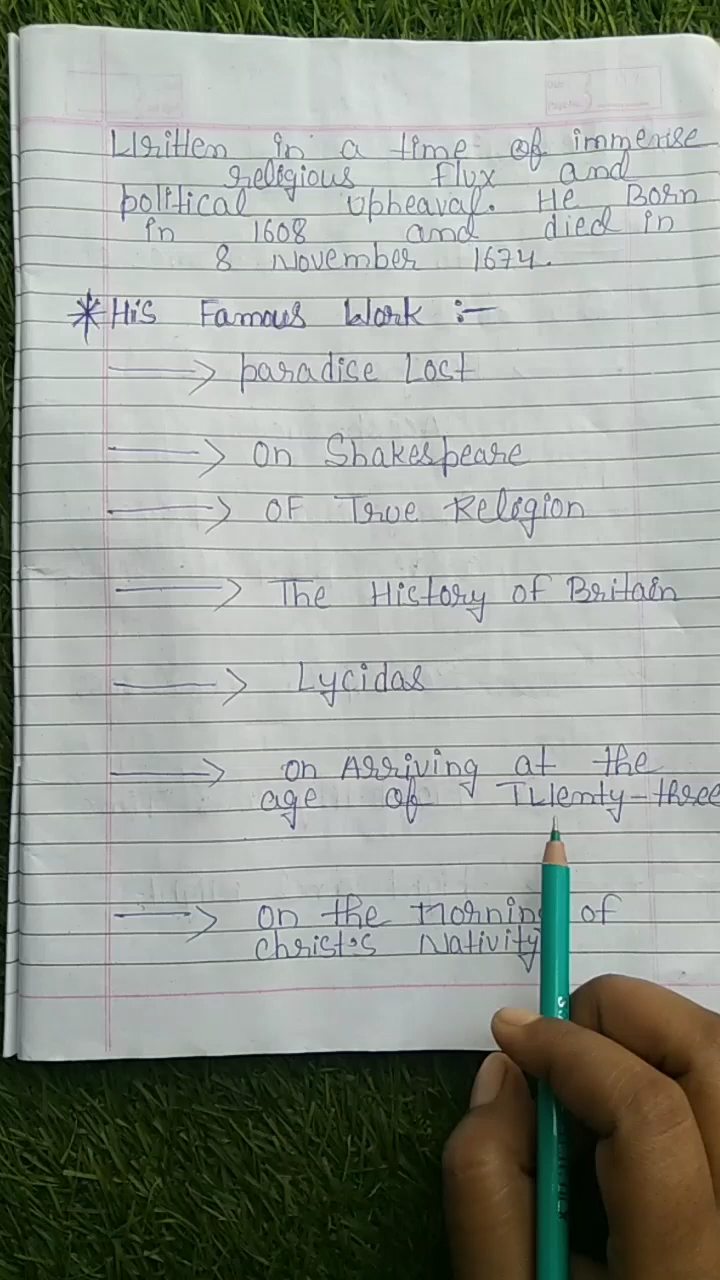 Written in a time of immense
religious flux and
political Upheaval. He Born
in 1608 and died in
8 November 1674.
*His Famous Work :-
→ paradise Lost
→ on Shakespeare
→ OF True Religion
→ The History of Britain
→ Lycidas
→ on Arriving at the
age of Twenty-three
→ on the Morning of
christ's Nativity